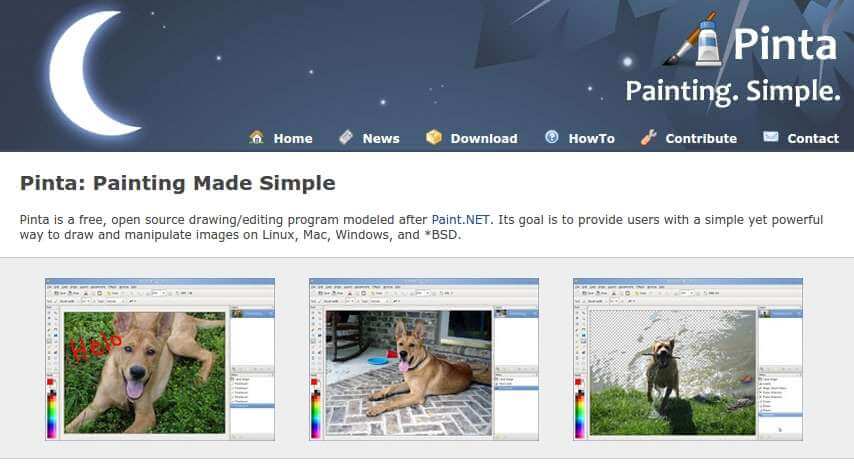 Pinta
Painting. Simple.
Home News Download HowTo Contribute Contact
Pinta: Painting Made Simple
Pinta is a free, open source drawing/editing program modeled after Paint.NET. Its goal is to provide users with a simple yet powerful
way to draw and manipulate images on Linux, Mac, Windows, and *BSD.
Helo